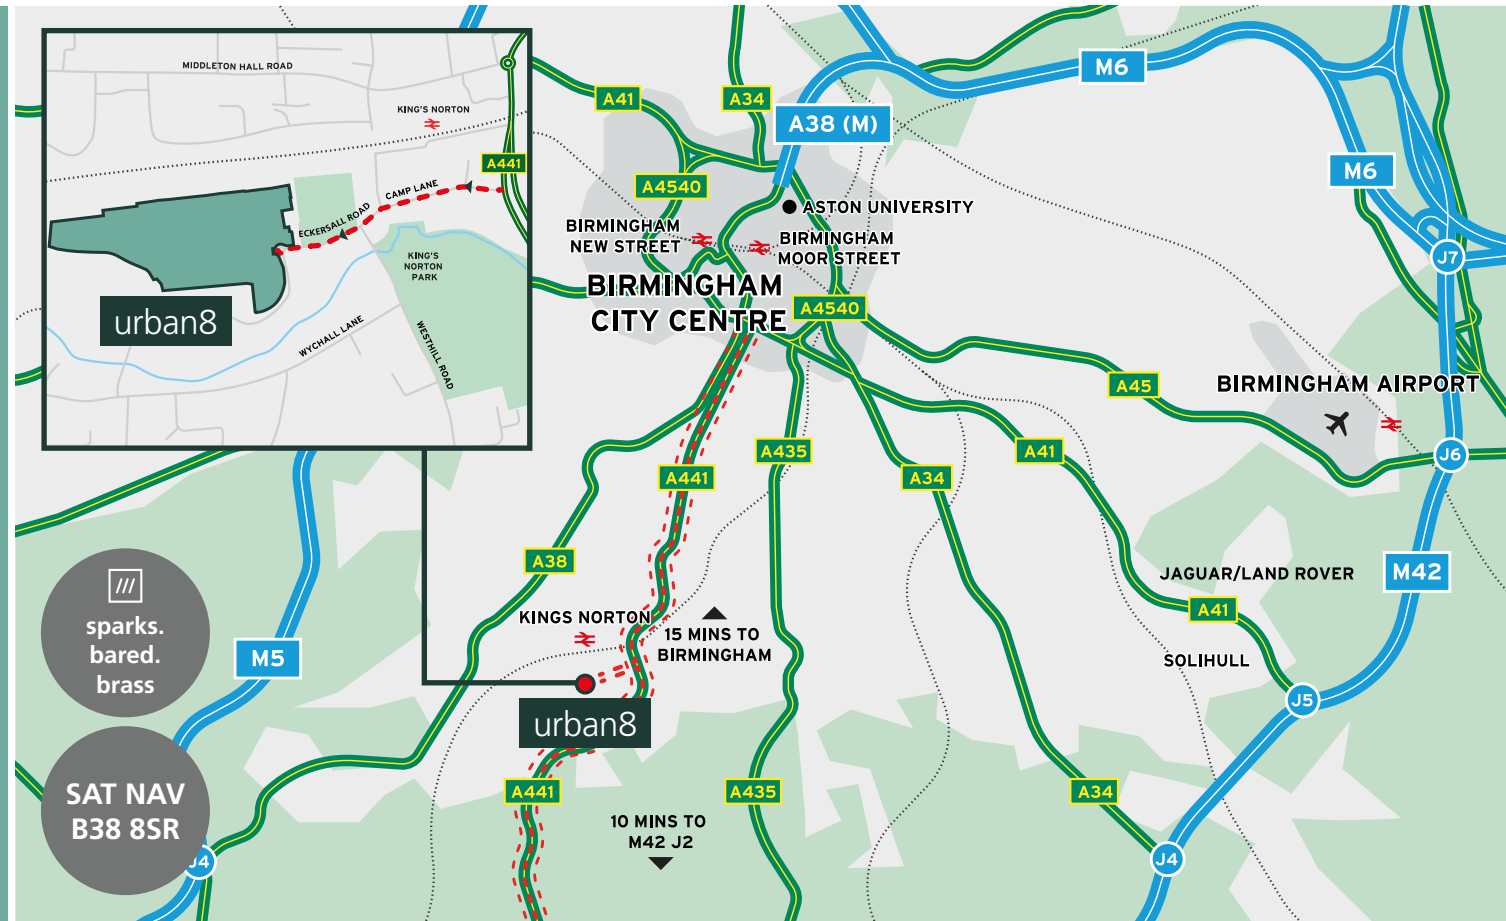 MIDDLETON HALL ROAD
KING'S NORTON
A441
CAMP LANE
ECKERSALL ROAD
KING'S
NORTON
PARK
urban8
WYCHALL LANE
WESTHILL ROAD
A41
A34
M6
A38 (M)
M6
A4540
ASTON UNIVERSITY
BIRMINGHAM
NEW STREET
BIRMINGHAM
MOOR STREET
J7
BIRMINGHAM
CITY CENTRE
A4540
A45
BIRMINGHAM AIRPORT
A435
A41
J6
A441
A34
A38
M42
JAGUAR/LAND ROVER
A41
sparks.
bared.
brass
KINGS NORTON
15 MINS TO
BIRMINGHAM
M5
SOLIHULL
J5
urban8
SAT NAV
B38 8SR
A441
A435
A34
10 MINS TO
M42 J2
J4
J4